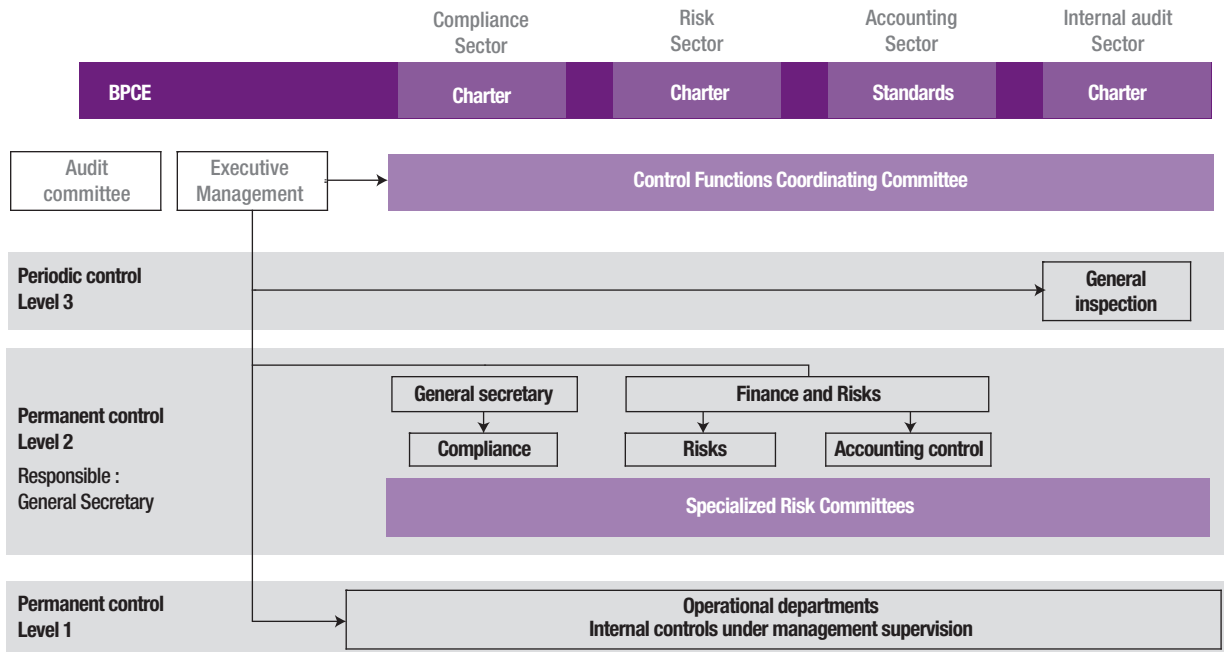 Compliance
Sector
Risk
Sector
Accounting
Sector
Internal audit
Sector
BPCE
Charter
Charter
Standards
Charter
Audit
committee
Executive
Management
Control Functions Coordinating Committee
Periodic control
Level 3
General
inspection
Permanent control
Level 2
Responsible :
General Secretary
General secretary
Finance and Risks
Compliance
Risks
Accounting control
Specialized Risk Committees
Permanent control
Level 1
Operational departments
Internal controls under management supervision